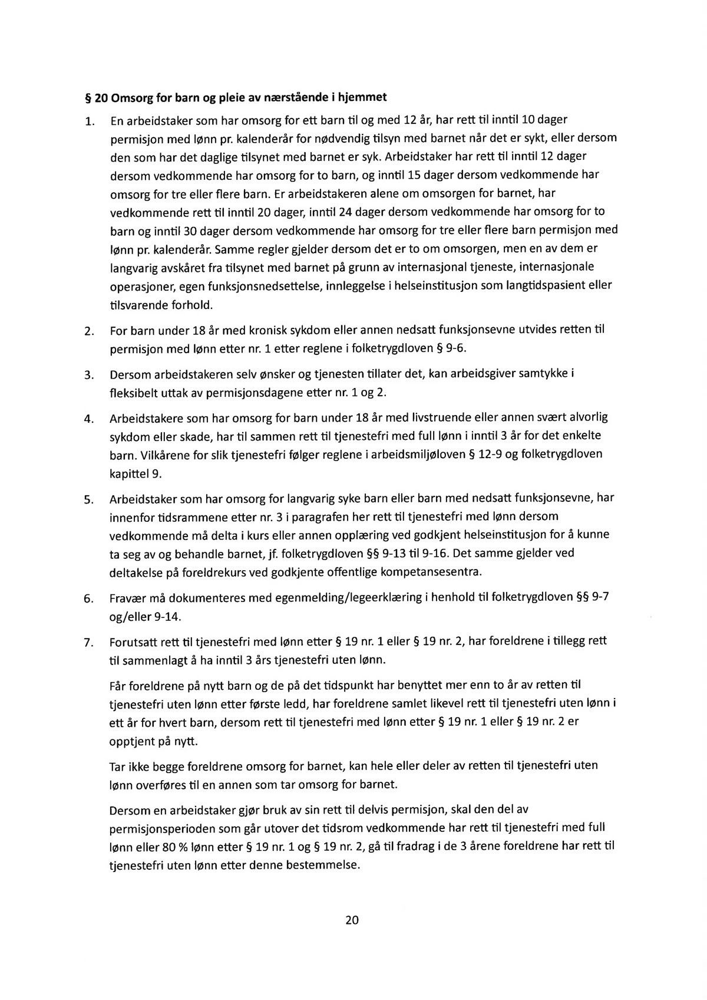 § 20 Omsorg for barn og pleie av nærstående i hjemmet
1. En arbeidstaker som har omsorg for ett barn til og med 12 år, har rett til inntil 10 dager
permisjon med lønn pr. kalenderår for nødvendig tilsyn med barnet når det er sykt, eller dersom
den som har det daglige tilsynet med barnet er syk. Arbeidstaker har rett til inntil 12 dager
dersom vedkommende har omsorg for to barn, og inntil 15 dager dersom vedkommende har
omsorg for tre eller flere barn. Er arbeidstakeren alene om omsorgen for barnet, har
vedkommende rett til inntil 20 dager, inntil 24 dager dersom vedkommende har omsorg for to
barn og inntil 30 dager dersom vedkommende har omsorg for tre eller flere barn permisjon med
lønn pr. kalenderår. Samme regler gjelder dersom det er to om omsorgen, men en av dem er
langvarig avskåret fra tilsynet med barnet på grunn av internasjonal tjeneste, internasjonale
operasjoner, egen funksjonsnedsettelse, innleggelse i helseinstitusjon som langtidspasient eller
tilsvarende forhold.
2. For barn under 18 år med kronisk sykdom eller annen nedsatt funksjonsevne utvides retten til
permisjon med lønn etter nr. 1 etter reglene i folketrygdloven § 9-6.
3. Dersom arbeidstakeren selv ønsker og tjenesten tillater det, kan arbeidsgiver samtykke i
fleksibelt uttak av permisjonsdagene etter nr. 1 og 2.
4. Arbeidstakere som har omsorg for barn under 18 år med livstruende eller annen svært alvorlig
sykdom eller skade, har til sammen rett til tjenestefri med full lønn i inntil 3 år for det enkelte
barn. Vilkårene for slik tjenestefri følger reglene i arbeidsmiljøloven § 12-9 og folketrygdloven
kapittel 9.
5. Arbeidstaker som har omsorg for langvarig syke barn eller barn med nedsatt funksjonsevne, har
innenfor tidsrammene etter nr. 3 i paragrafen her rett til tjenestefri med lønn dersom
vedkommende må delta i kurs eller annen opplæring ved godkjent helseinstitusjon for å kunne
ta seg av og behandle barnet, jf. folketrygdloven §§ 9-13 til 9-16. Det samme gjelder ved
deltakelse på foreldrekurs ved godkjente offentlige kompetansesentra.
6. Fravær må dokumenteres med egenmelding/legeerklæring i henhold til folketrygdloven §§ 9-7
og/eller 9-14.
7. Forutsatt rett til tjenestefri med lønn etter § 19 nr. 1 eller § 19 nr. 2, har foreldrene i tillegg rett
til sammenlagt å ha inntil 3 års tjenestefri uten lønn.
Får foreldrene på nytt barn og de på det tidspunkt har benyttet mer enn to år av retten til
tjenestefri uten lønn etter første ledd, har foreldrene samlet likevel rett til tjenestefri uten lønn i
ett år for hvert barn, dersom rett til tjenestefri med lønn etter § 19 nr. 1 eller § 19 nr. 2 er
opptjent på nytt.
Tar ikke begge foreldrene omsorg for barnet, kan hele eller deler av retten til tjenestefri uten
lønn overføres til en annen som tar omsorg for barnet.
Dersom en arbeidstaker gjør bruk av sin rett til delvis permisjon, skal den del av
permisjonsperioden som går utover det tidsrom vedkommende har rett til tjenestefri med full
lønn eller 80 % lønn etter § 19 nr. 1 og § 19 nr. 2, gå til fradrag i de 3 årene foreldrene har rett til
tjenestefri uten lønn etter denne bestemmelse.
20